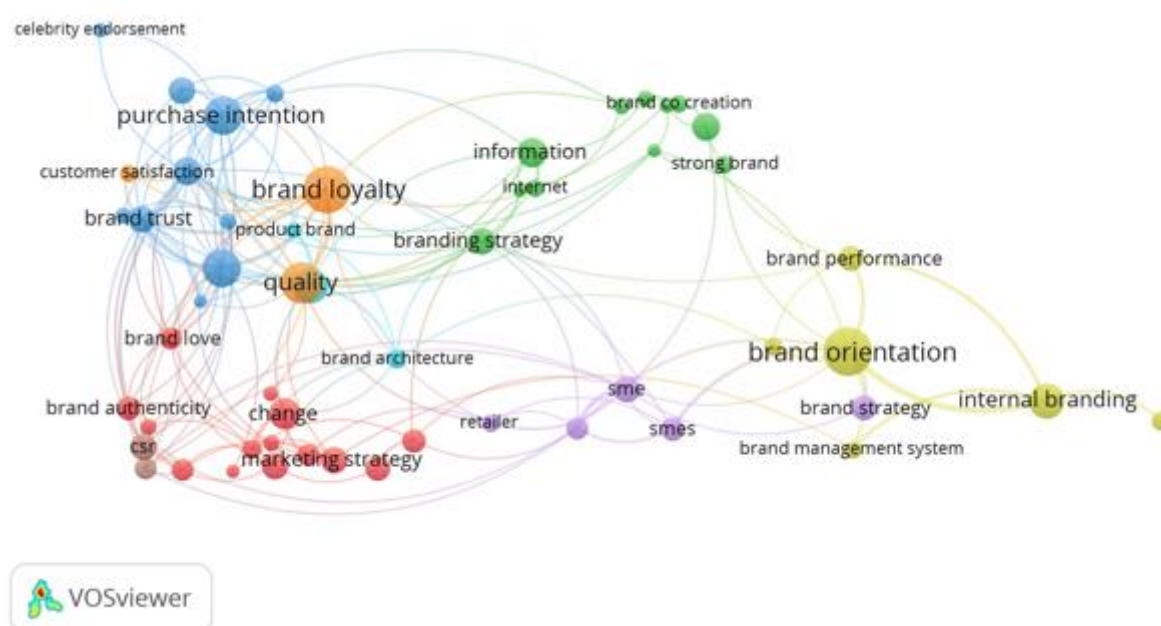 celebrity endorsement
brand co creation
purchase intention
information
strong brand
customer satisfaction
internet
brand loyalty
brand trust
product brand
branding strategy
brand performance
quality
brand love
brand architecture
brand orientation
sme
internal branding
brand authenticity
change
retailer
smes
brand strategy
csr
marketing strategy
brand management system
VOSviewer